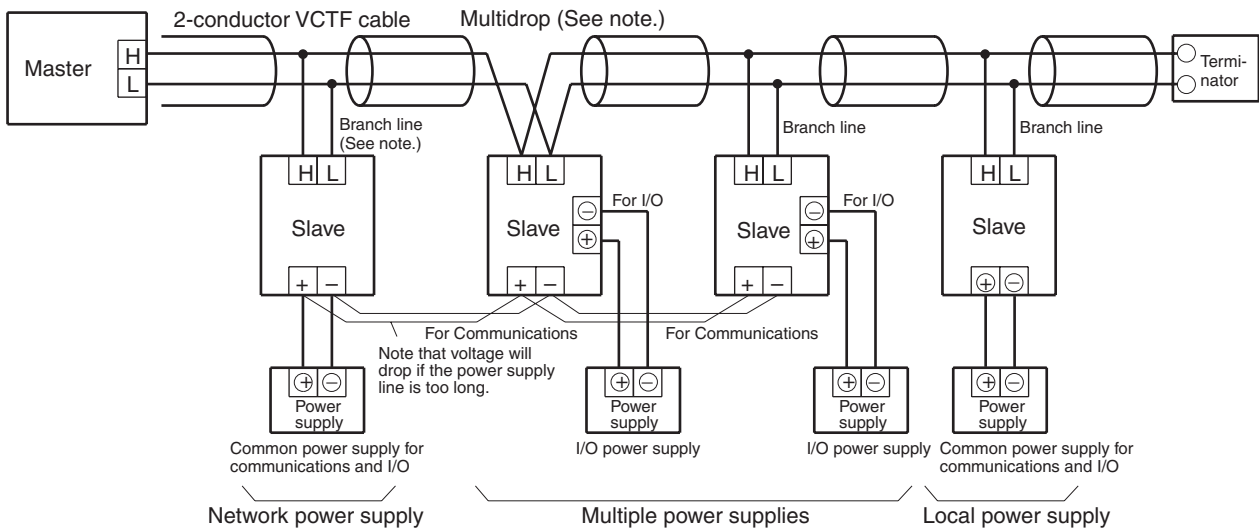 2-conductor VCTF cable
Multidrop (See note.)
Master
H
L
Termi-
nator
Branch line
(See note.)
Branch line
Branch line
H L
H L
H L
H L
For I/O
For I/O
Slave
Slave
Slave
Slave
−
+
−
+
+ −
+ −
+ −
+ −
For Communications
For Communications
Note that voltage will
drop if the power supply
line is too long.
+ −
+ −
+ −
+ −
Power
supply
Power
supply
Power
supply
Power
supply
Common power supply for
communications and I/O
I/O power supply
I/O power supply
Common power supply for
communications and I/O
Network power supply
Multiple power supplies
Local power supply